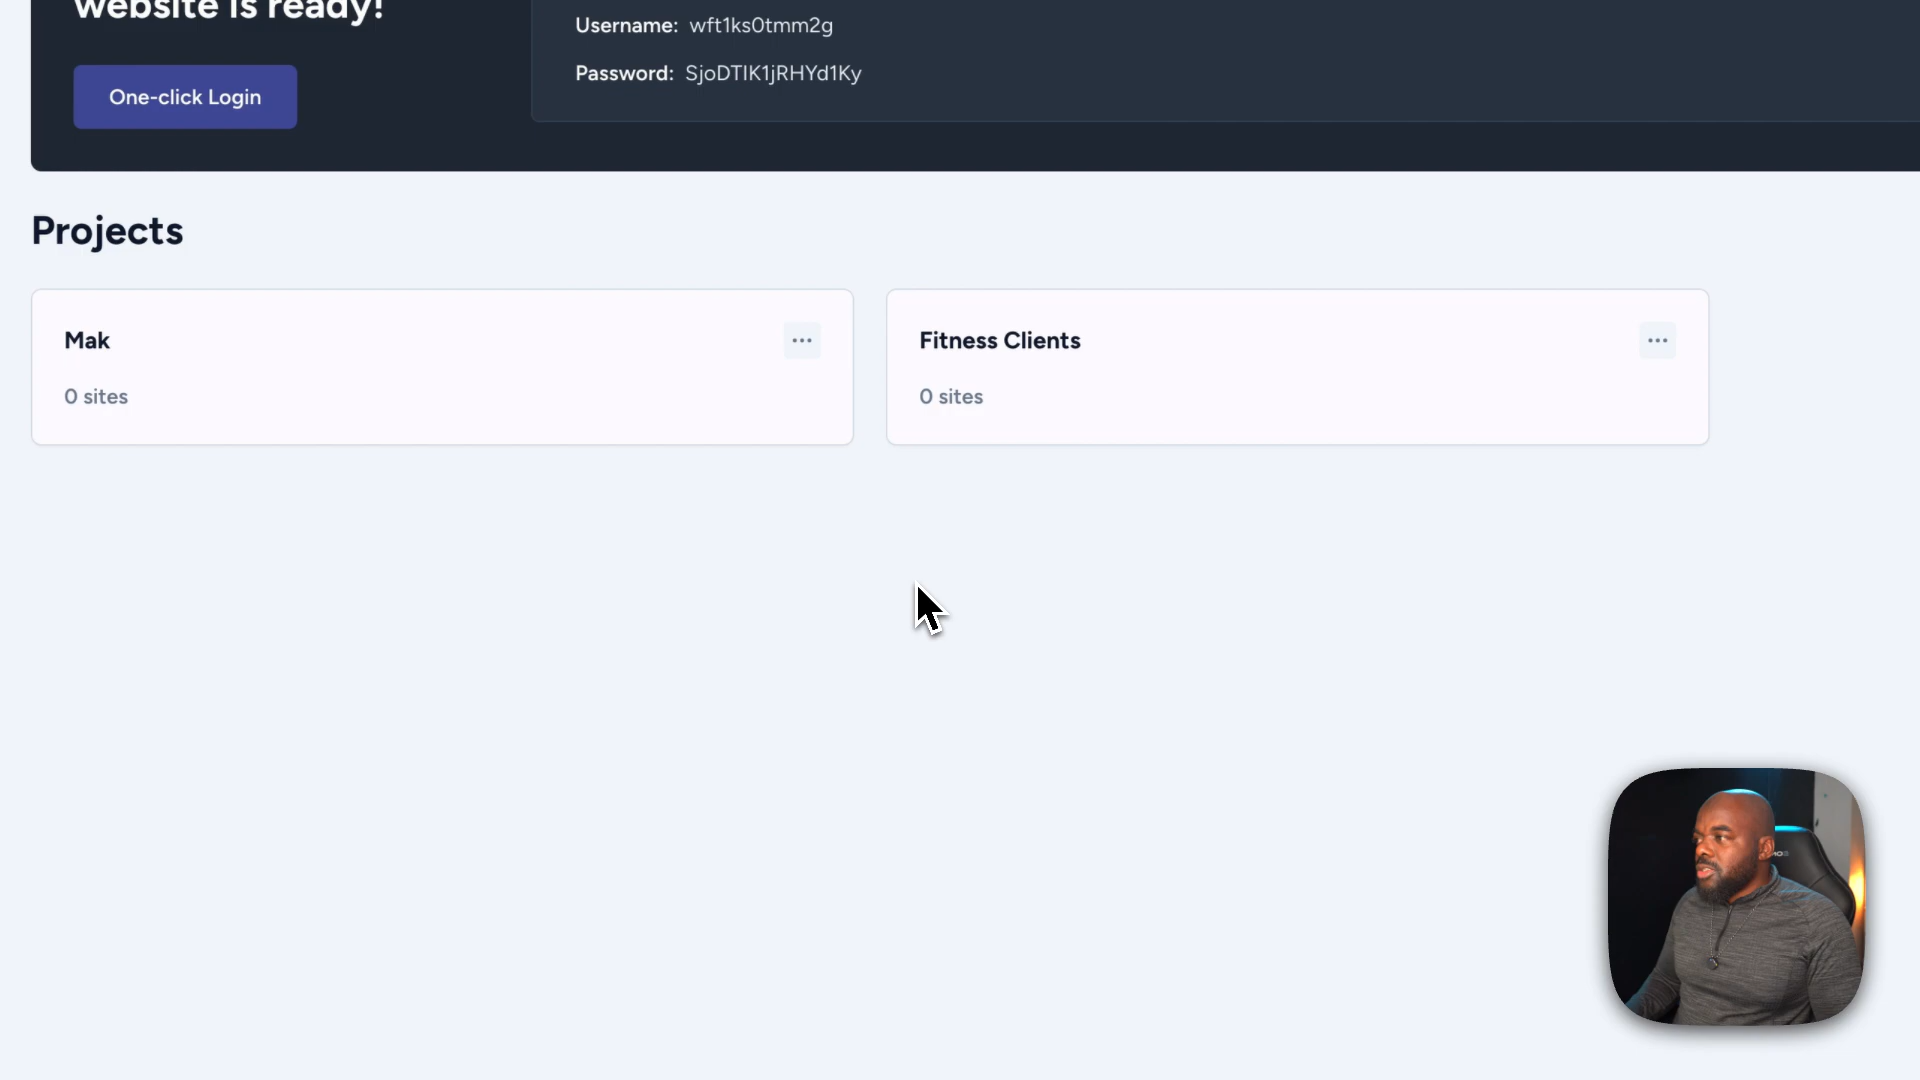 website is ready!
Username: wft1ks0tmm2g
Password: SjoDTIK1jRHYd1Ky
One-click Login
Projects
Mak
Fitness Clients
0 sites
0 sites